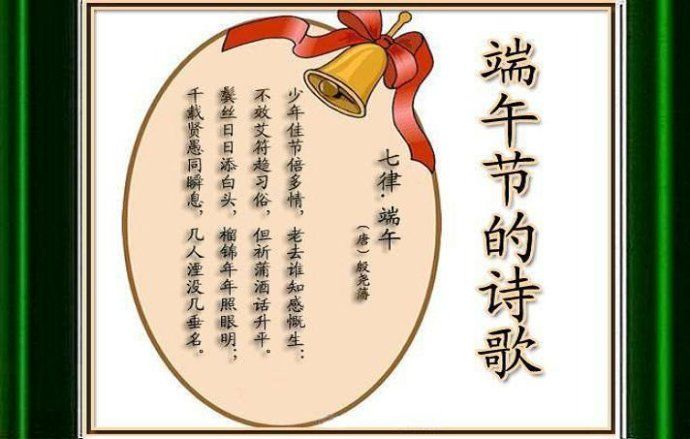 端午节的诗歌
七律·端午
（唐）殷尧藩
少年佳节倍多情，老去谁知感慨生；
不效艾符趋习俗，但祈蒲酒话升平。
鬓丝日日添白头，榴锦年年照眼明；
千载贤愚同瞬息，几人湮没几垂名。